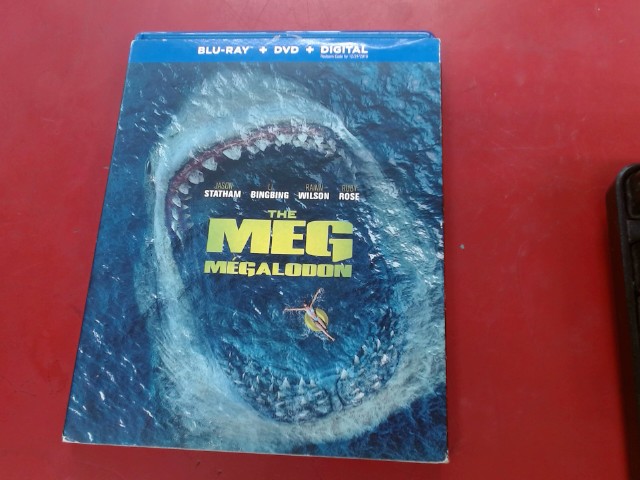 BLU-RAY + DVD + DIGITAL
JASON STATHAM LI BINGBING RAINN WILSON RUBY ROSE
THE
MEG
MÉGALODON